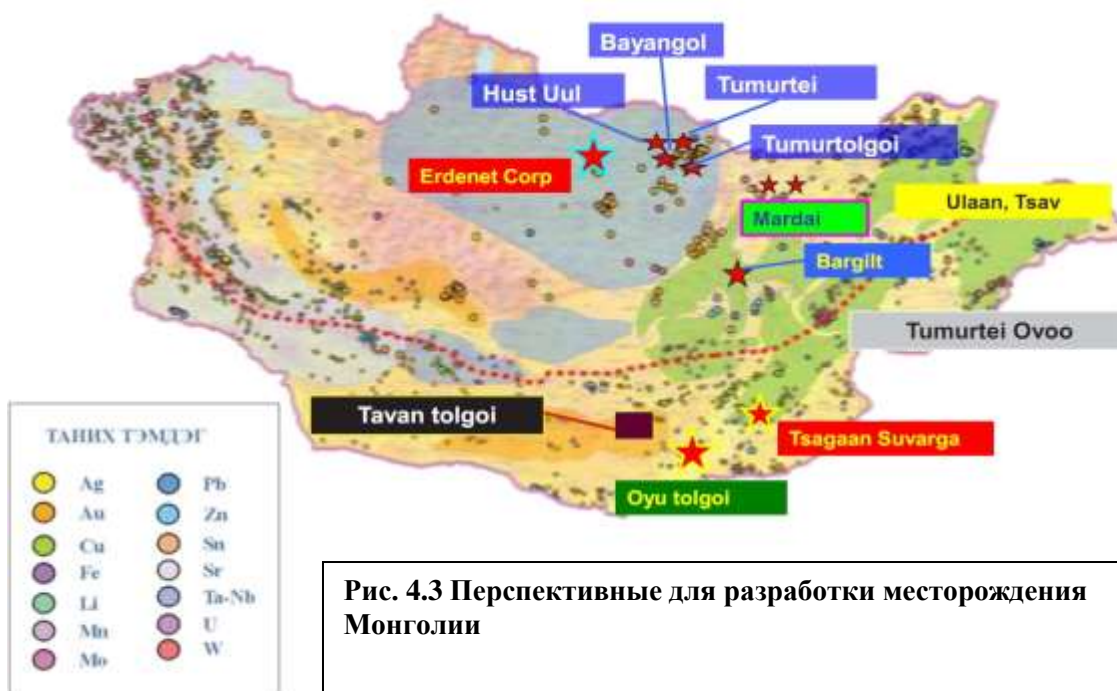 Bayangol
Hust Uul
Tumurtei
Tumurtolgoi
Erdenet Corp
Ulaan, Tsav
Mardai
Bargilt
Tumurtei Ovoo
Tavan tolgoi
Tsagaan Suvarga
Oyu tolgoi
ТАНИХ ТЭМДЭГ
Ag
Au
Cu
Fe
Li
Mn
Mo
Pb
Zn
Sn
Sr
Ta-Nb
U
W
Рис. 4.3 Перспективные для разработки месторождения
Монголии